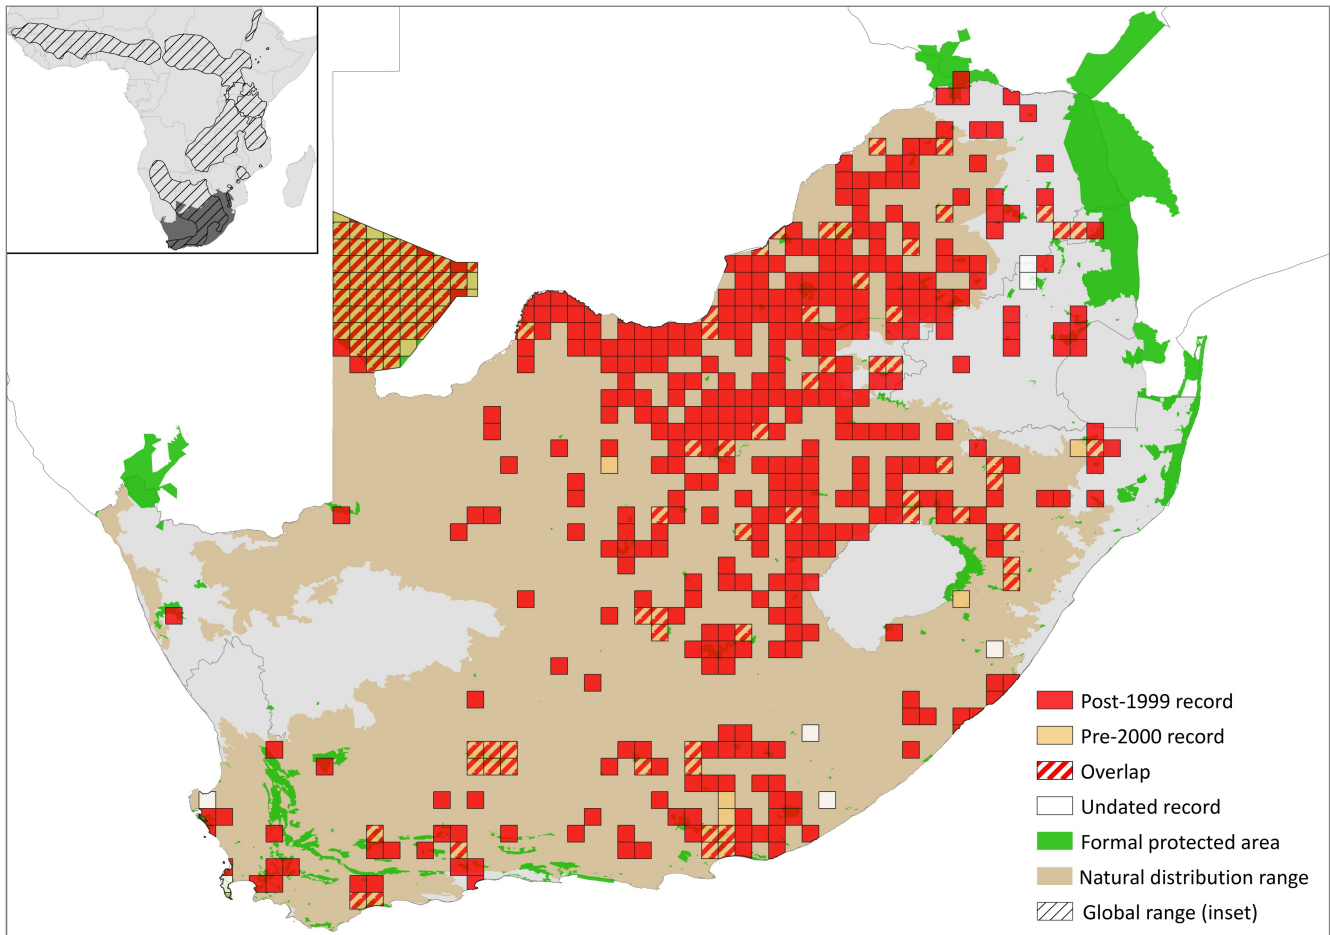 Post-1999 record
Pre-2000 record
Overlap
Undated record
Formal protected area
Natural distribution range
Global range (inset)